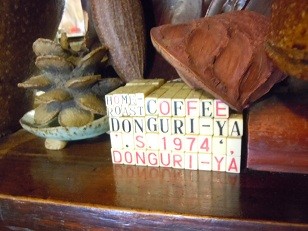 HOME
ROAST COFFEE
DONGURI-YA
'.S.1974'.
DONGURI-YA